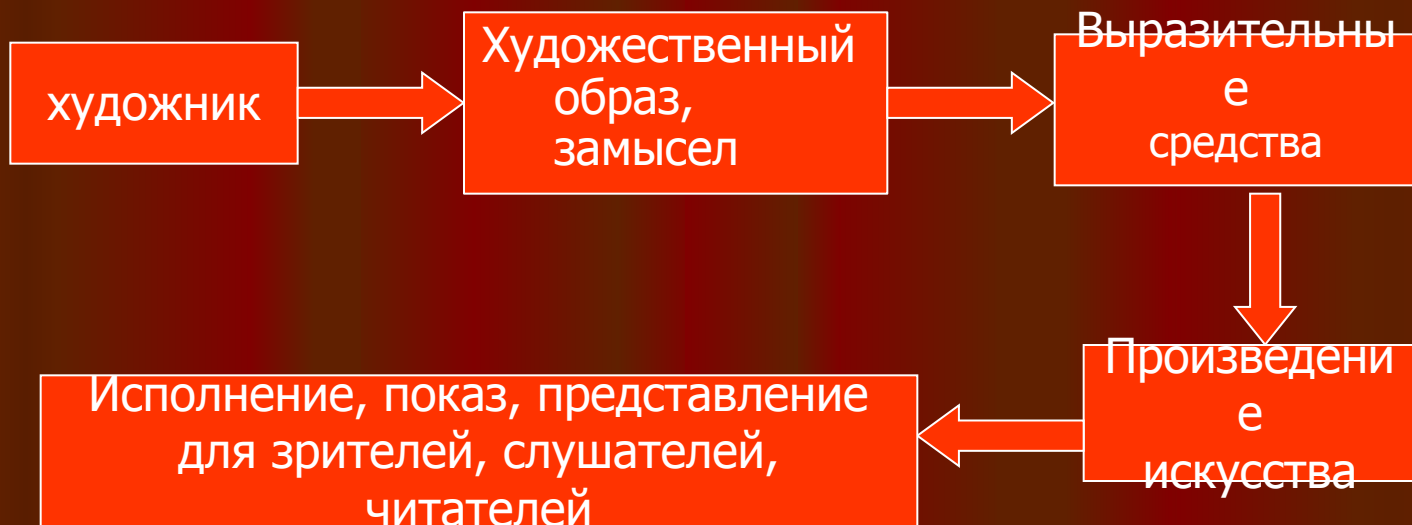 художник
Художественный
образ,
замысел
Выразительны
е
средства
Произведени
е
искусства
Исполнение, показ, представление
для зрителей, слушателей,
читателей